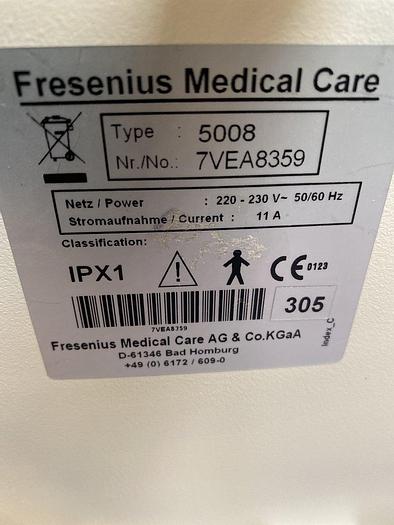 Fresenius Medical Care
Type : 5008
Nr./No.: 7VEA8359
Netz / Power : 220 - 230 V~ 50/60 Hz
Stromaufnahme / Current : 11 A
Classification:
IPX1 CE 0123
305
7VEA8359
Index_C
Fresenius Medical Care AG & Co.KGaA
D-61346 Bad Homburg
+49 (0) 6172 / 609-0